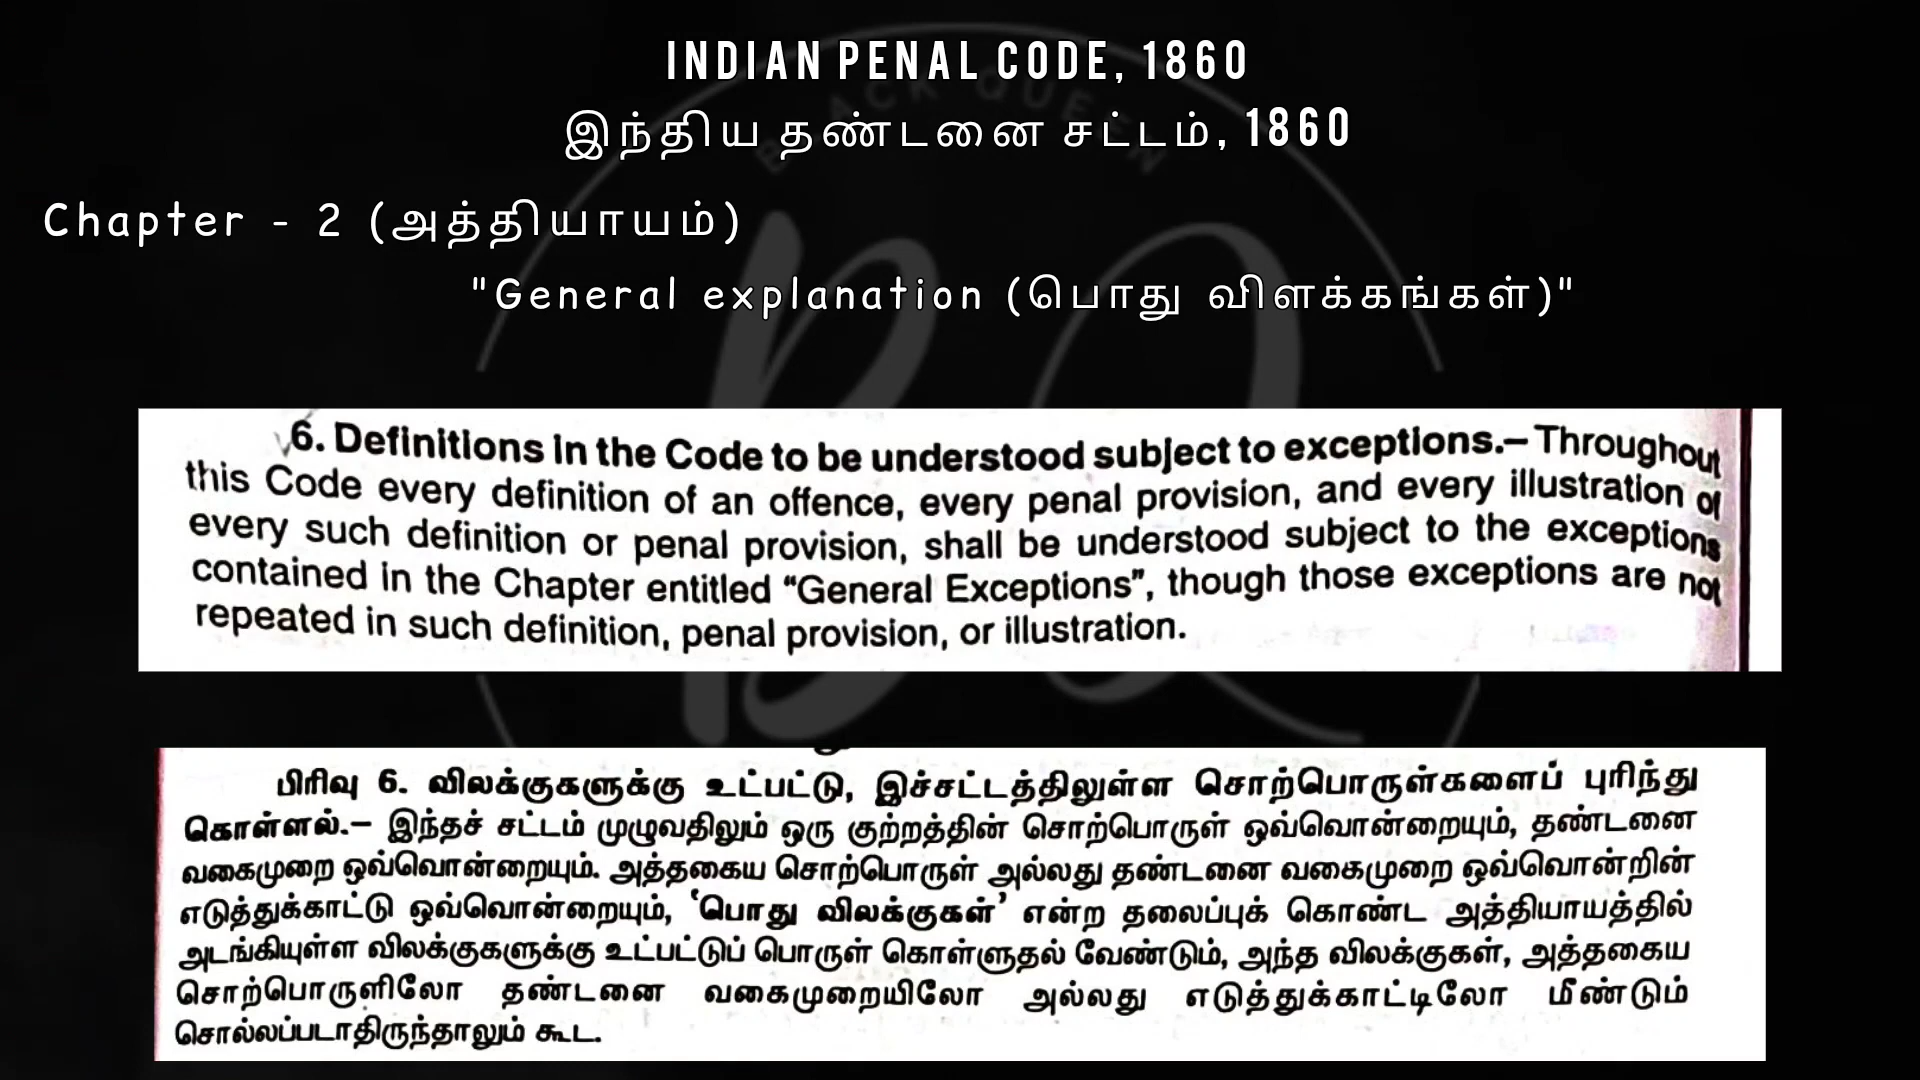 INDIAN PENAL CODE, 1860
இந்திய தண்டனை சட்டம், 1860
Chapter - 2 (அத்தியாயம்)
"General explanation (பொது விளக்கங்கள்)"
6. Definitions in the Code to be understood subject to exceptions.– Throughout
this Code every definition of an offence, every penal provision, and every illustration of
every such definition or penal provision, shall be understood subject to the exceptions
contained in the Chapter entitled “General Exceptions”, though those exceptions are not
repeated in such definition, penal provision, or illustration.
பிரிவு 6. விலக்குகளுக்கு உட்பட்டு, இச்சட்டத்திலுள்ள சொற்பொருள்களைப் புரிந்து
கொள்ளல்.– இந்தச் சட்டம் முழுவதிலும் ஒரு குற்றத்தின் சொற்பொருள் ஒவ்வொன்றையும், தண்டனை
வகைமுறை ஒவ்வொன்றையும். அத்தகைய சொற்பொருள் அல்லது தண்டனை வகைமுறை ஒவ்வொன்றின்
எடுத்துக்காட்டு ஒவ்வொன்றையும், ‘பொது விலக்குகள்’ என்ற தலைப்புக் கொண்ட அத்தியாயத்தில்
அடங்கியுள்ள விலக்குகளுக்கு உட்பட்டுப் பொருள் கொள்ளுதல் வேண்டும், அந்த விலக்குகள், அத்தகைய
சொற்பொருளிலோ தண்டனை வகைமுறையிலோ அல்லது எடுத்துக்காட்டிலோ மீண்டும்
சொல்லப்படாதிருந்தாலும் கூட.
BLACK QUEEN
BQ